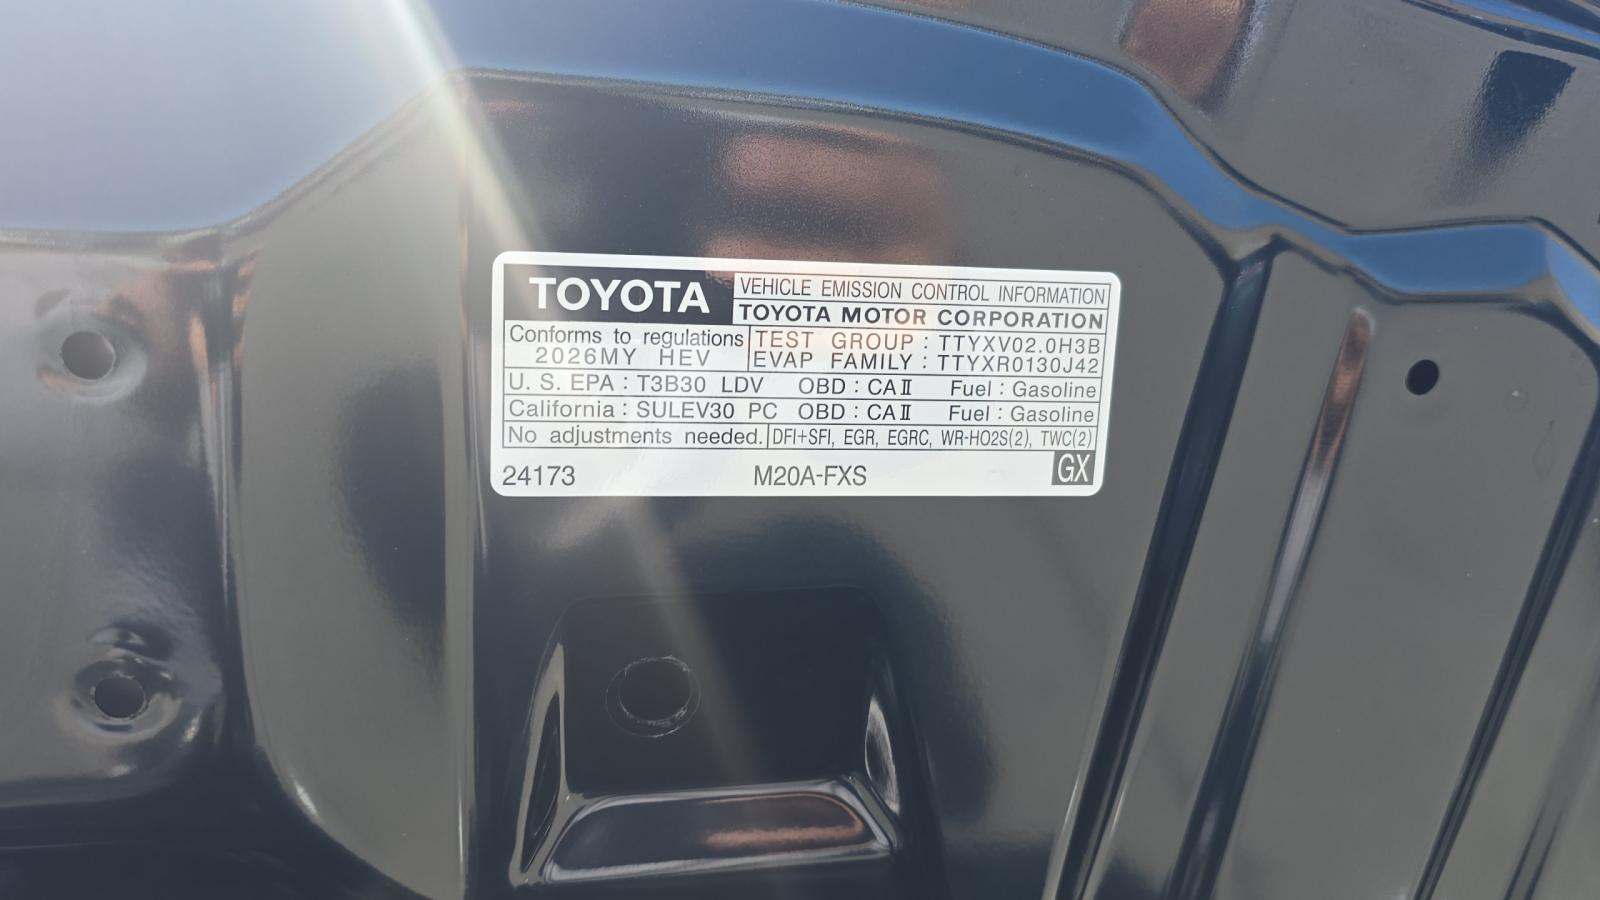 TOYOTA
VEHICLE EMISSION CONTROL INFORMATION
TOYOTA MOTOR CORPORATION
Conforms to regulations
2026MY HEV
TEST GROUP : TTYXV02.0H3B
EVAP FAMILY : TTYXR0130J42
U. S. EPA : T3B30 LDV OBD : CAⅡ Fuel : Gasoline
California : SULEV30 PC OBD : CAⅡ Fuel : Gasoline
No adjustments needed. DFI+SFI, EGR, EGRC, WR-HO2S(2), TWC(2)
24173 M20A-FXS GX